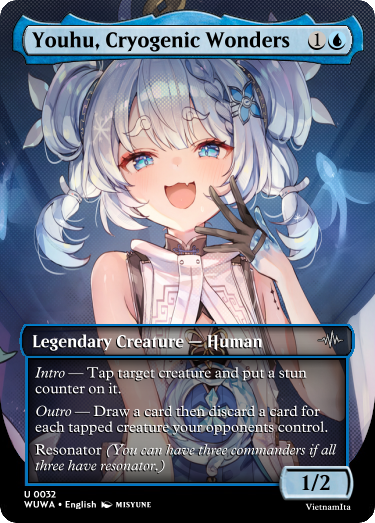 Youhu, Cryogenic Wonders 1
Legendary Creature — Human
Intro — Tap target creature and put a stun
counter on it.
Outro — Draw a card then discard a card for
each tapped creature your opponents control.
Resonator (You can have three commanders if all
three have resonator.)
1/2
U 0032
WUWA • English MISYUNE
VietnamIta